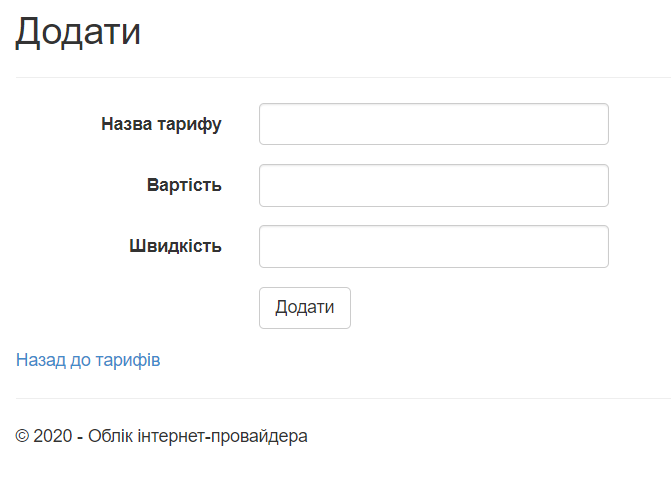 Додати
Назва тарифу
Вартість
Швидкість
Додати
Назад до тарифів
© 2020 - Облік інтернет-провайдера